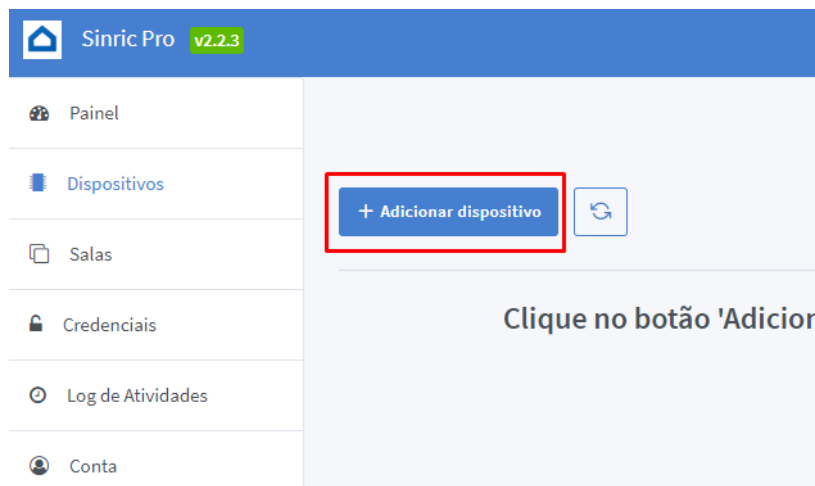 Sinric Pro v2.2.3
Painel
Dispositivos
+ Adicionar dispositivo
Salas
Clique no botão 'Adicion
Credenciais
Log de Atividades
Conta